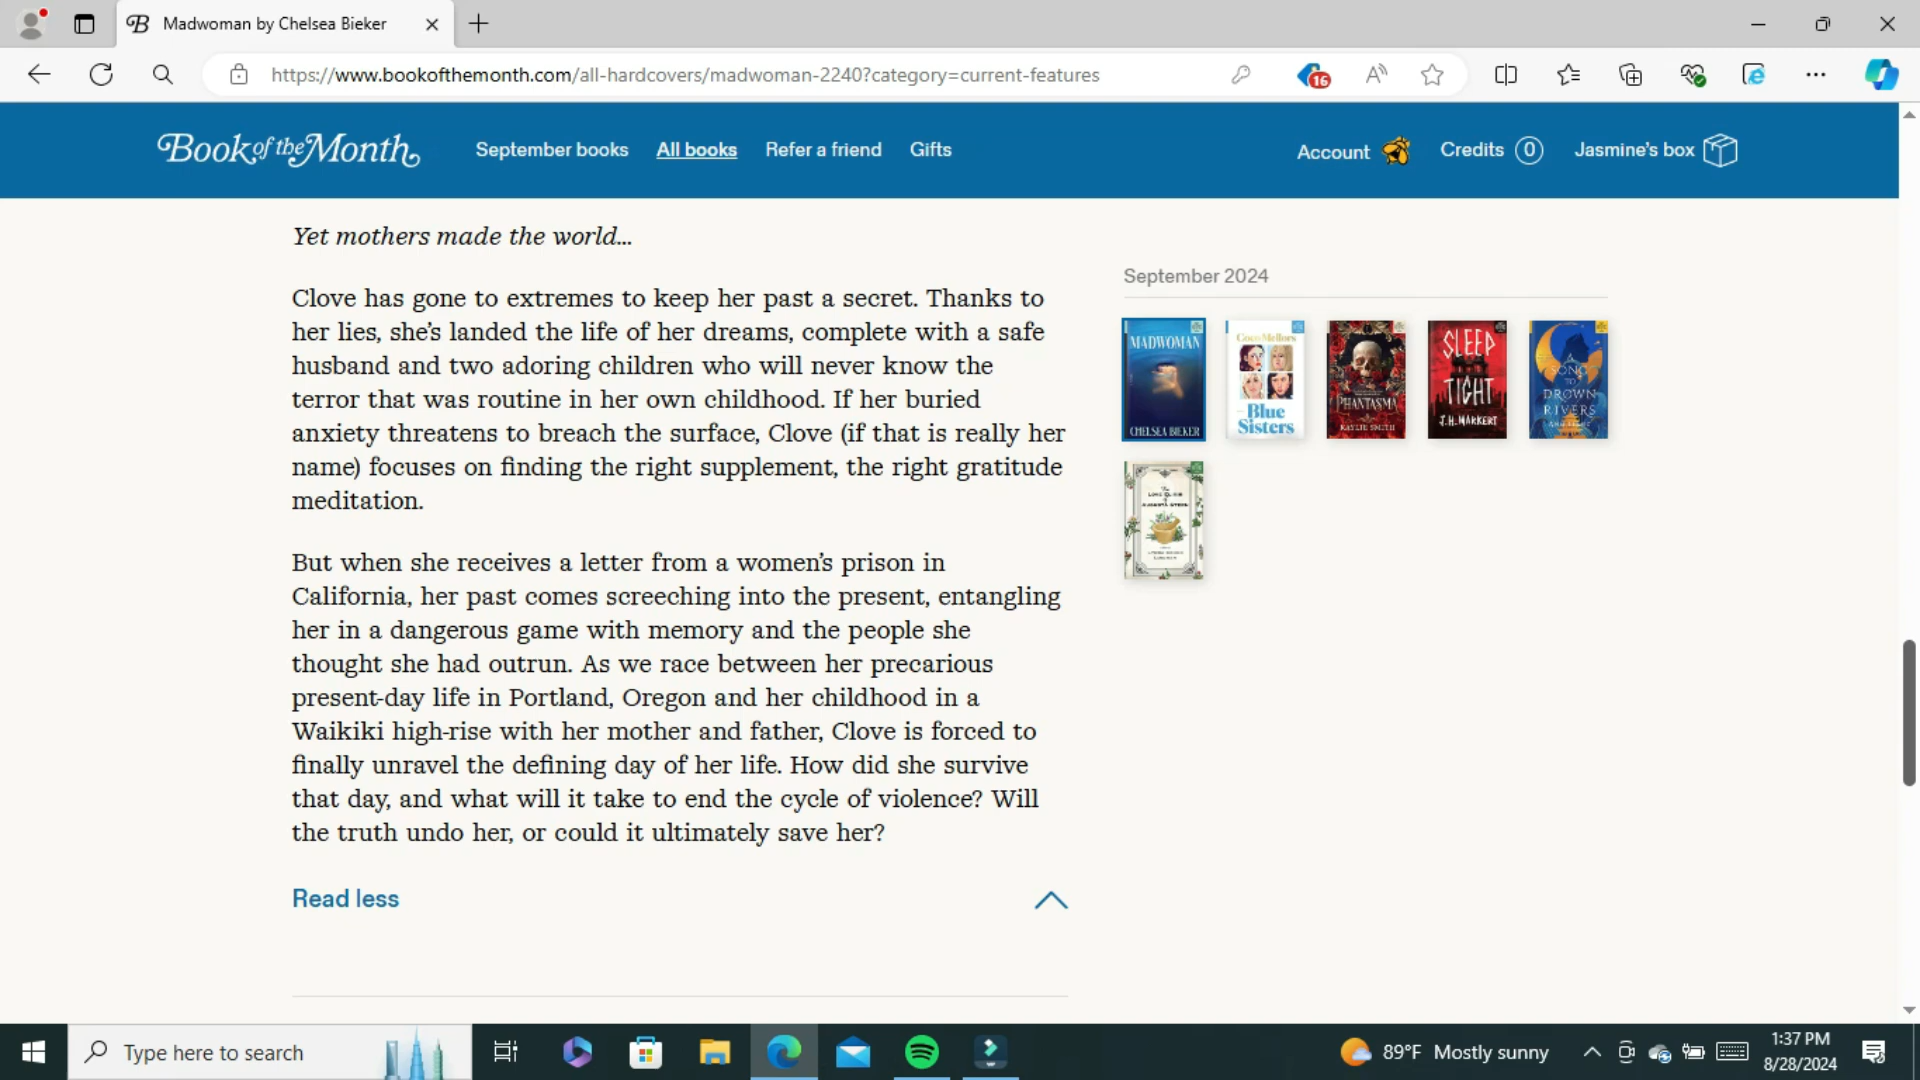 Madwoman by Chelsea Bieker
https://www.bookofthemonth.com/all-hardcovers/madwoman-2240?category=current-features
16
Book of the Month
September books
All books
Refer a friend
Gifts
Account
Credits 0
Jasmine's box
Yet mothers made the world...
Clove has gone to extremes to keep her past a secret. Thanks to
her lies, she's landed the life of her dreams, complete with a safe
husband and two adoring children who will never know the
terror that was routine in her own childhood. If her buried
anxiety threatens to breach the surface, Clove (if that is really her
name) focuses on finding the right supplement, the right gratitude
meditation.
But when she receives a letter from a women's prison in
California, her past comes screeching into the present, entangling
her in a dangerous game with memory and the people she
thought she had outrun. As we race between her precarious
present-day life in Portland, Oregon and her childhood in a
Waikiki high-rise with her mother and father, Clove is forced to
finally unravel the defining day of her life. How did she survive
that day, and what will it take to end the cycle of violence? Will
the truth undo her, or could it ultimately save her?
Read less
September 2024
MADWOMAN
CHELSEA BIEKER
Coco Mellors
Blue
Sisters
PHANTASMA
KAYLIE SMITH
SLEEP
TIGHT
J.H. MARKERT
A
SONG
TO
DROWN
RIVERS
Type here to search
89°F Mostly sunny
1:37 PM
8/28/2024